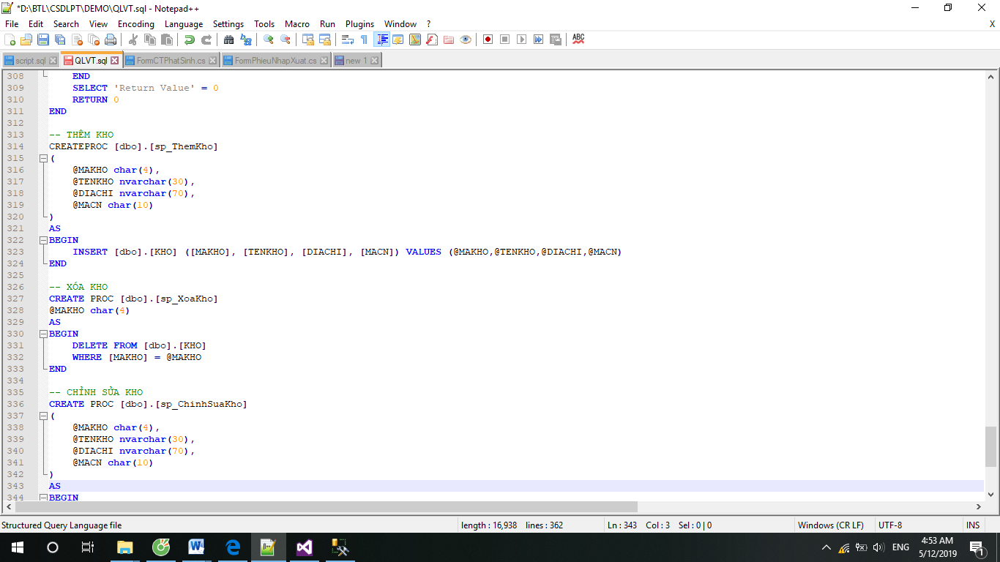 *D:\BTL\CSDLPT\DEMO\QLVT.sql - Notepad++
File Edit Search View Encoding Language Settings Tools Macro Run Plugins Window ? X
script.sql QLVT.sql FormCTPhatSinh.cs FormPhieuNhapXuat.cs new 1
308 END
309 SELECT 'Return Value' = 0
310 RETURN 0
311 END
312
313 -- THÊM KHO
314 CREATEPROC [dbo].[sp_ThemKho]
315 (
316 @MAKHO char(4),
317 @TENKHO nvarchar(30),
318 @DIACHI nvarchar(70),
319 @MACN char(10)
320 )
321 AS
322 BEGIN
323 INSERT [dbo].[KHO] ([MAKHO], [TENKHO], [DIACHI], [MACN]) VALUES (@MAKHO,@TENKHO,@DIACHI,@MACN)
324 END
325
326 -- XÓA KHO
327 CREATE PROC [dbo].[sp_XoaKho]
328 @MAKHO char(4)
329 AS
330 BEGIN
331 DELETE FROM [dbo].[KHO]
332 WHERE [MAKHO] = @MAKHO
333 END
334
335 -- CHỈNH SỬA KHO
336 CREATE PROC [dbo].[sp_ChinhSuaKho]
337 (
338 @MAKHO char(4),
339 @TENKHO nvarchar(30),
340 @DIACHI nvarchar(70),
341 @MACN char(10)
342 )
343 AS
344 BEGIN
Structured Query Language file length : 16,938 lines : 362 Ln : 343 Col : 3 Sel : 0 | 0 Windows (CR LF) UTF-8 INS
ENG 4:53 AM
5/12/2019 1